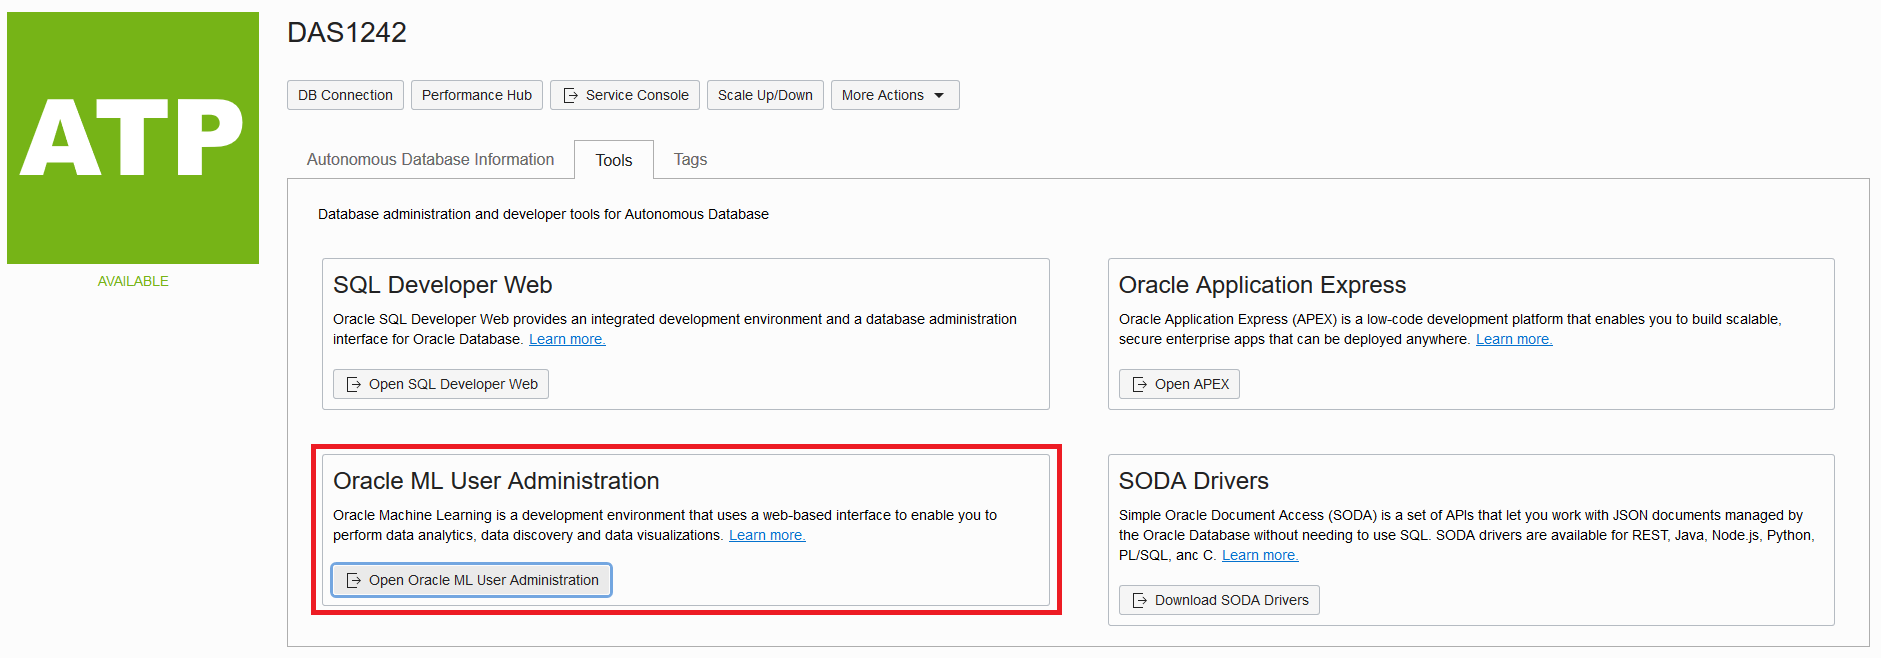 ATP
AVAILABLE
DAS1242
DB Connection
Performance Hub
Service Console
Scale Up/Down
More Actions
Autonomous Database Information
Tools
Tags
Database administration and developer tools for Autonomous Database
SQL Developer Web
Oracle SQL Developer Web provides an integrated development environment and a database administration
interface for Oracle Database. Learn more.
Open SQL Developer Web
Oracle Application Express
Oracle Application Express (APEX) is a low-code development platform that enables you to build scalable,
secure enterprise apps that can be deployed anywhere. Learn more.
Open APEX
Oracle ML User Administration
Oracle Machine Learning is a development environment that uses a web-based interface to enable you to
perform data analytics, data discovery and data visualizations. Learn more.
Open Oracle ML User Administration
SODA Drivers
Simple Oracle Document Access (SODA) is a set of APIs that let you work with JSON documents managed by
the Oracle Database without needing to use SQL. SODA drivers are available for REST, Java, Node.js, Python,
PL/SQL, anc C. Learn more.
Download SODA Drivers